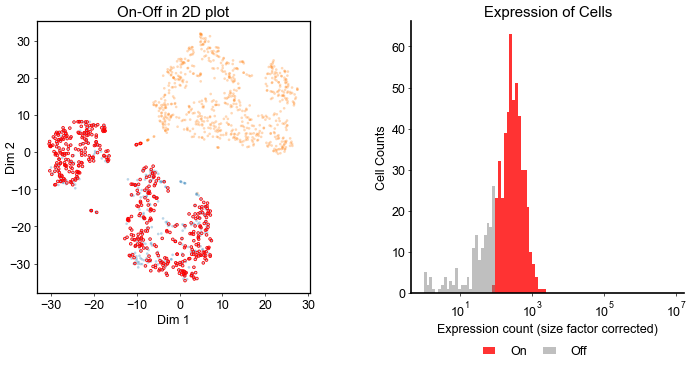 On-Off in 2D plot
30
20
10
0
−10
−20
−30
Dim 2
−30 −20 −10 0 10 20 30
Dim 1
Expression of Cells
60
50
40
30
20
10
0
Cell Counts
10^1 10^3 10^5 10^7
Expression count (size factor corrected)
On Off